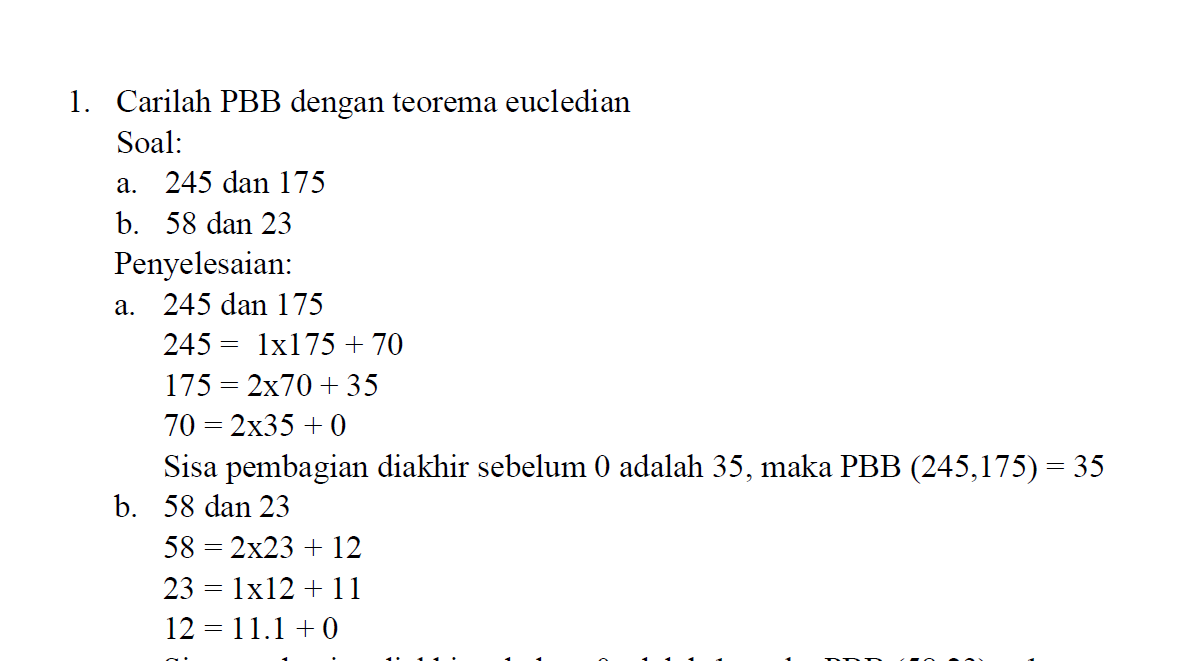 1. Carilah PBB dengan teorema eucledian
Soal:
a. 245 dan 175
b. 58 dan 23
Penyelesaian:
a. 245 dan 175
245 = 1x175 + 70
175 = 2x70 + 35
70 = 2x35 + 0
Sisa pembagian diakhir sebelum 0 adalah 35, maka PBB (245,175) = 35
b. 58 dan 23
58 = 2x23 + 12
23 = 1x12 + 11
12 = 11.1 + 0